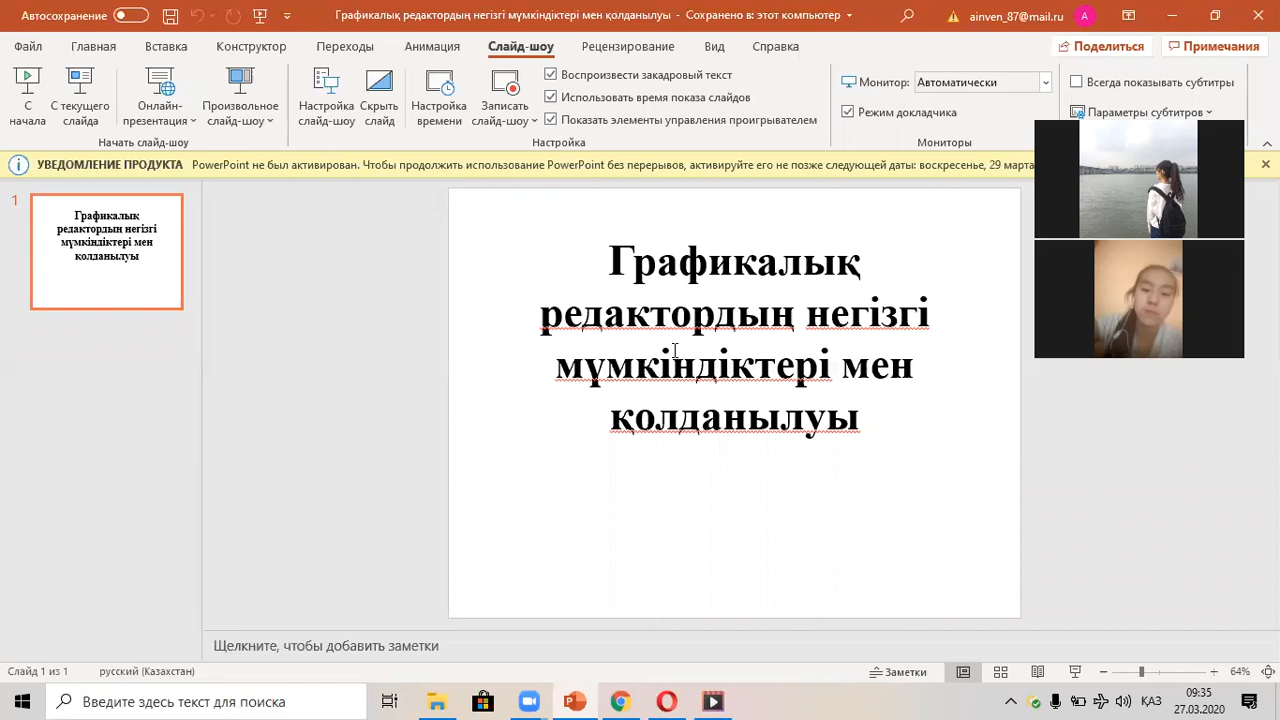 Автосохранение
Графикалық редактордың негізгі мүмкіндіктері мен қолданылуы - Сохранено в: этот компьютер
ainven_87@mail.ru
A
Файл Главная Вставка Конструктор Переходы Анимация Слайд-шоу Рецензирование Вид Справка
Поделиться Примечания
С начала
С текущего слайда
Онлайн-презентация
Произвольное слайд-шоу
Начать слайд-шоу
Настройка слайд-шоу
Скрыть слайд
Настройка времени
Записать слайд-шоу
Воспроизвести закадровый текст
Использовать время показа слайдов
Показать элементы управления проигрывателем
Настройка
Монитор: Автоматически
Режим докладчика
Мониторы
Всегда показывать субтитры
Параметры субтитров
УВЕДОМЛЕНИЕ ПРОДУКТА PowerPoint не был активирован. Чтобы продолжить использование PowerPoint без перерывов, активируйте его не позже следующей даты: воскресенье, 29 марта
1
Графикалық
редактордың негізгі
мүмкіндіктері мен
қолданылуы
Графикалық
редактордың негізгі
мүмкіндіктері мен
қолданылуы
Щелкните, чтобы добавить заметки
Слайд 1 из 1 русский (Казахстан)
Заметки
64%
Введите здесь текст для поиска
ҚАЗ
09:35
27.03.2020